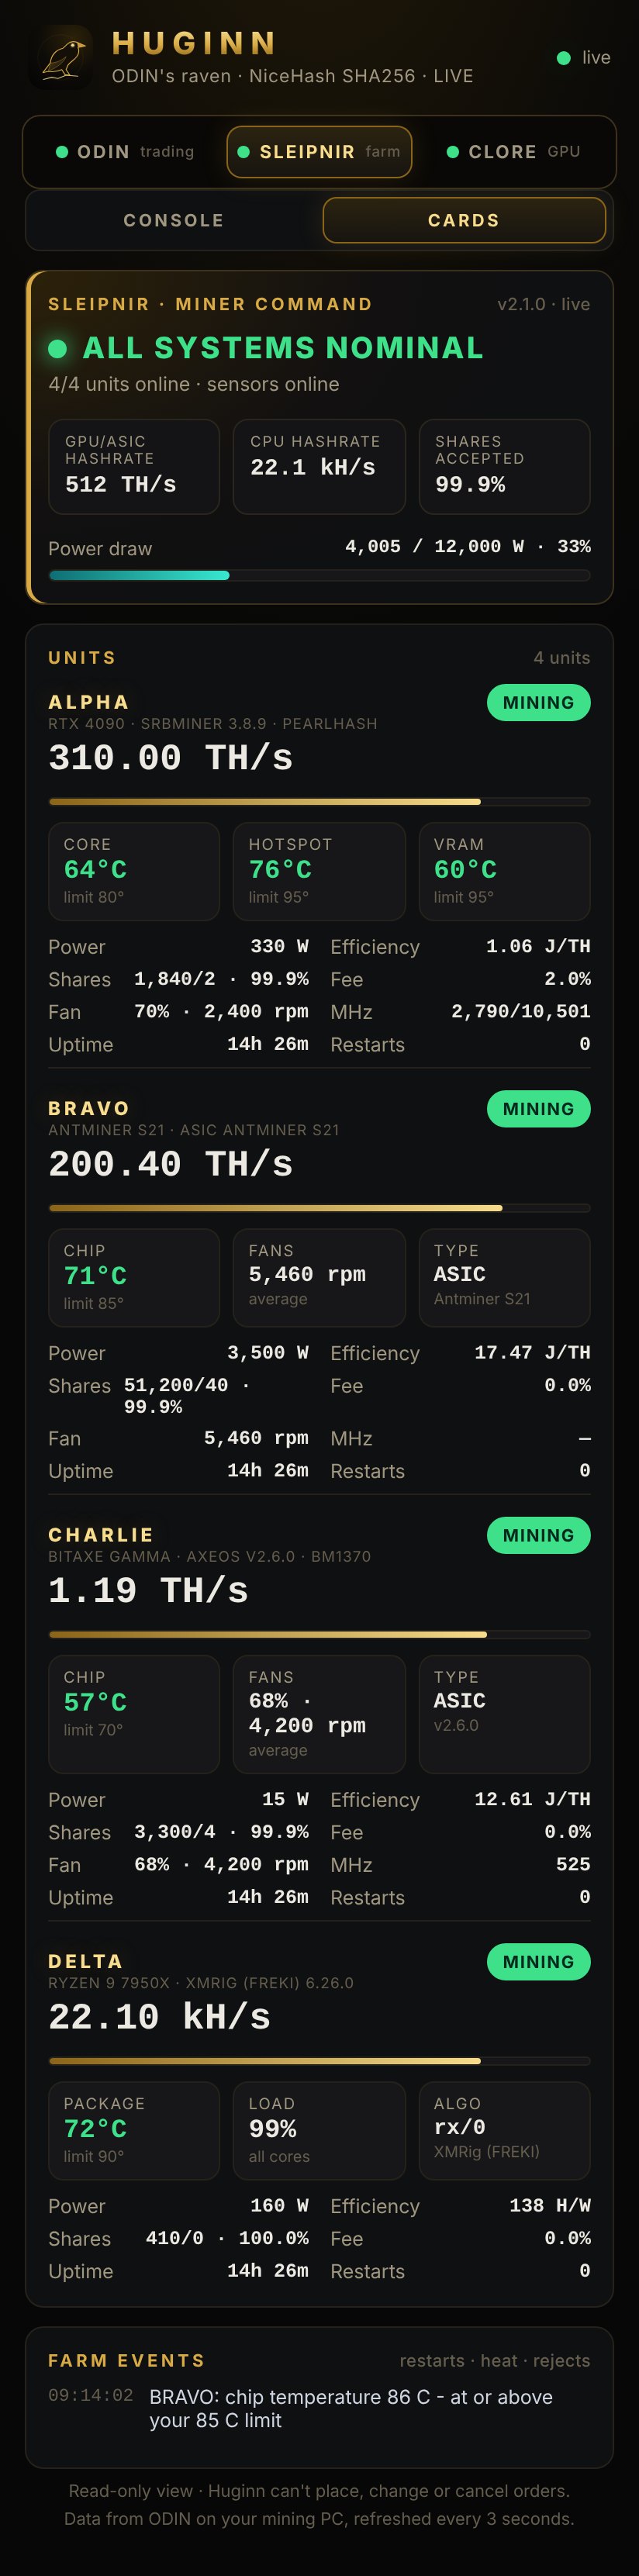 HUGINN
ODIN's raven · NiceHash SHA256 · LIVE
live
ODIN trading
SLEIPNIR farm
CLORE GPU
CONSOLE
CARDS
SLEIPNIR · MINER COMMAND
v2.1.0 · live
ALL SYSTEMS NOMINAL
4/4 units online · sensors online
GPU/ASIC
HASHRATE
512 TH/s
CPU HASHRATE
22.1 kH/s
SHARES
ACCEPTED
99.9%
Power draw
4,005 / 12,000 W · 33%
UNITS
4 units
ALPHA
MINING
RTX 4090 · SRBMINER 3.8.9 · PEARLHASH
310.00 TH/s
CORE
64°C
limit 80°
HOTSPOT
76°C
limit 95°
VRAM
60°C
limit 95°
Power 330 W Efficiency 1.06 J/TH
Shares 1,840/2 · 99.9% Fee 2.0%
Fan 70% · 2,400 rpm MHz 2,790/10,501
Uptime 14h 26m Restarts 0
BRAVO
MINING
ANTMINER S21 · ASIC ANTMINER S21
200.40 TH/s
CHIP
71°C
limit 85°
FANS
5,460 rpm
average
TYPE
ASIC
Antminer S21
Power 3,500 W Efficiency 17.47 J/TH
Shares 51,200/40 ·
99.9%
Fee 0.0%
Fan 5,460 rpm MHz —
Uptime 14h 26m Restarts 0
CHARLIE
MINING
BITAXE GAMMA · AXEOS V2.6.0 · BM1370
1.19 TH/s
CHIP
57°C
limit 70°
FANS
68% ·
4,200 rpm
average
TYPE
ASIC
v2.6.0
Power 15 W Efficiency 12.61 J/TH
Shares 3,300/4 · 99.9% Fee 0.0%
Fan 68% · 4,200 rpm MHz 525
Uptime 14h 26m Restarts 0
DELTA
MINING
RYZEN 9 7950X · XMRIG (FREKI) 6.26.0
22.10 kH/s
PACKAGE
72°C
limit 90°
LOAD
99%
all cores
ALGO
rx/0
XMRig (FREKI)
Power 160 W Efficiency 138 H/W
Shares 410/0 · 100.0% Fee 0.0%
Uptime 14h 26m Restarts 0
FARM EVENTS
restarts · heat · rejects
09:14:02 BRAVO: chip temperature 86 C - at or above
your 85 C limit
Read-only view · Huginn can't place, change or cancel orders.
Data from ODIN on your mining PC, refreshed every 3 seconds.